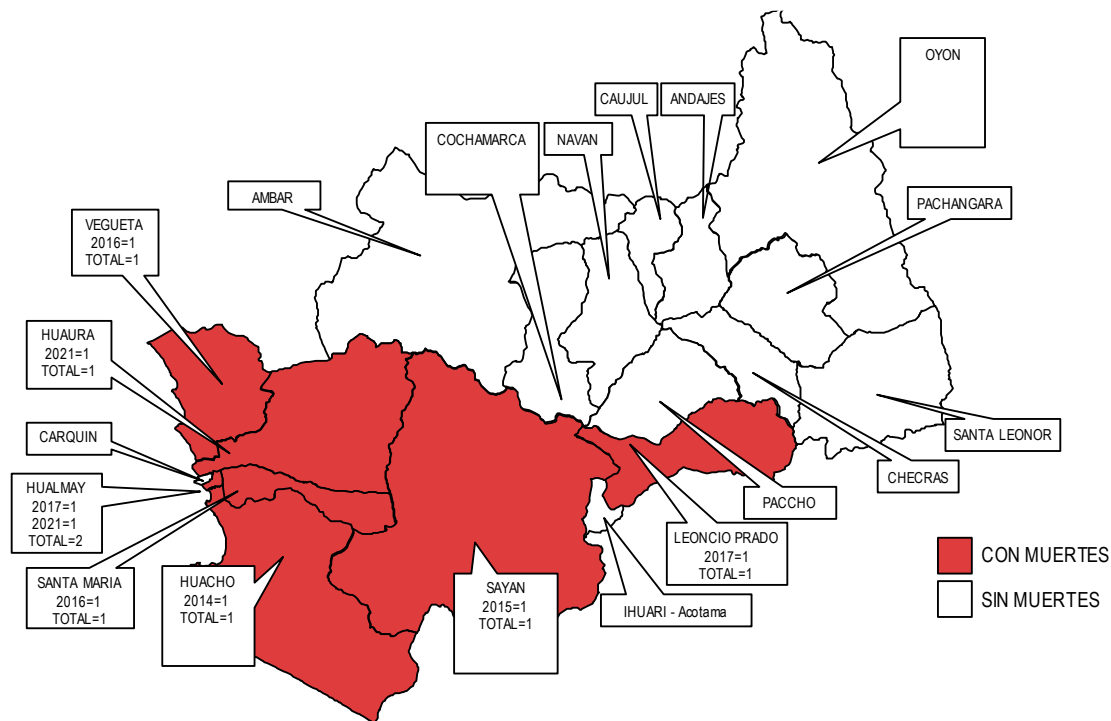 OYON
CAUJUL
ANDAJES
COCHAMARCA
NAVAN
AMBAR
PACHANGARA
VEGUETA
2016=1
TOTAL=1
HUAURA
2021=1
TOTAL=1
CARQUIN
HUALMAY
2017=1
2021=1
TOTAL=2
SANTA MARIA
2016=1
TOTAL=1
HUACHO
2014=1
TOTAL=1
SAYAN
2015=1
TOTAL=1
IHUARI - Acotama
LEONCIO PRADO
2017=1
TOTAL=1
PACCHO
CHECRAS
SANTA LEONOR
CON MUERTES
SIN MUERTES